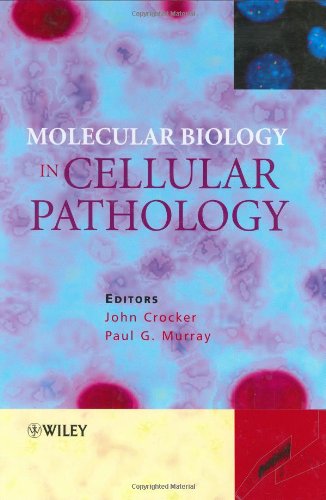 MOLECULAR BIOLOGY
IN CELLULAR
PATHOLOGY
EDITORS
John Crocker
Paul G. Murray
WILEY